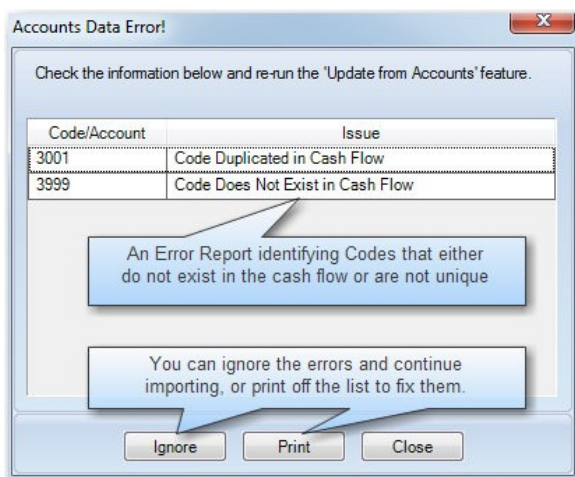 Accounts Data Error!
Check the information below and re-run the 'Update from Accounts' feature.
Code/Account Issue
3001 Code Duplicated in Cash Flow
3999 Code Does Not Exist in Cash Flow
An Error Report identifying Codes that either
do not exist in the cash flow or are not unique
You can ignore the errors and continue
importing, or print off the list to fix them.
Ignore Print Close